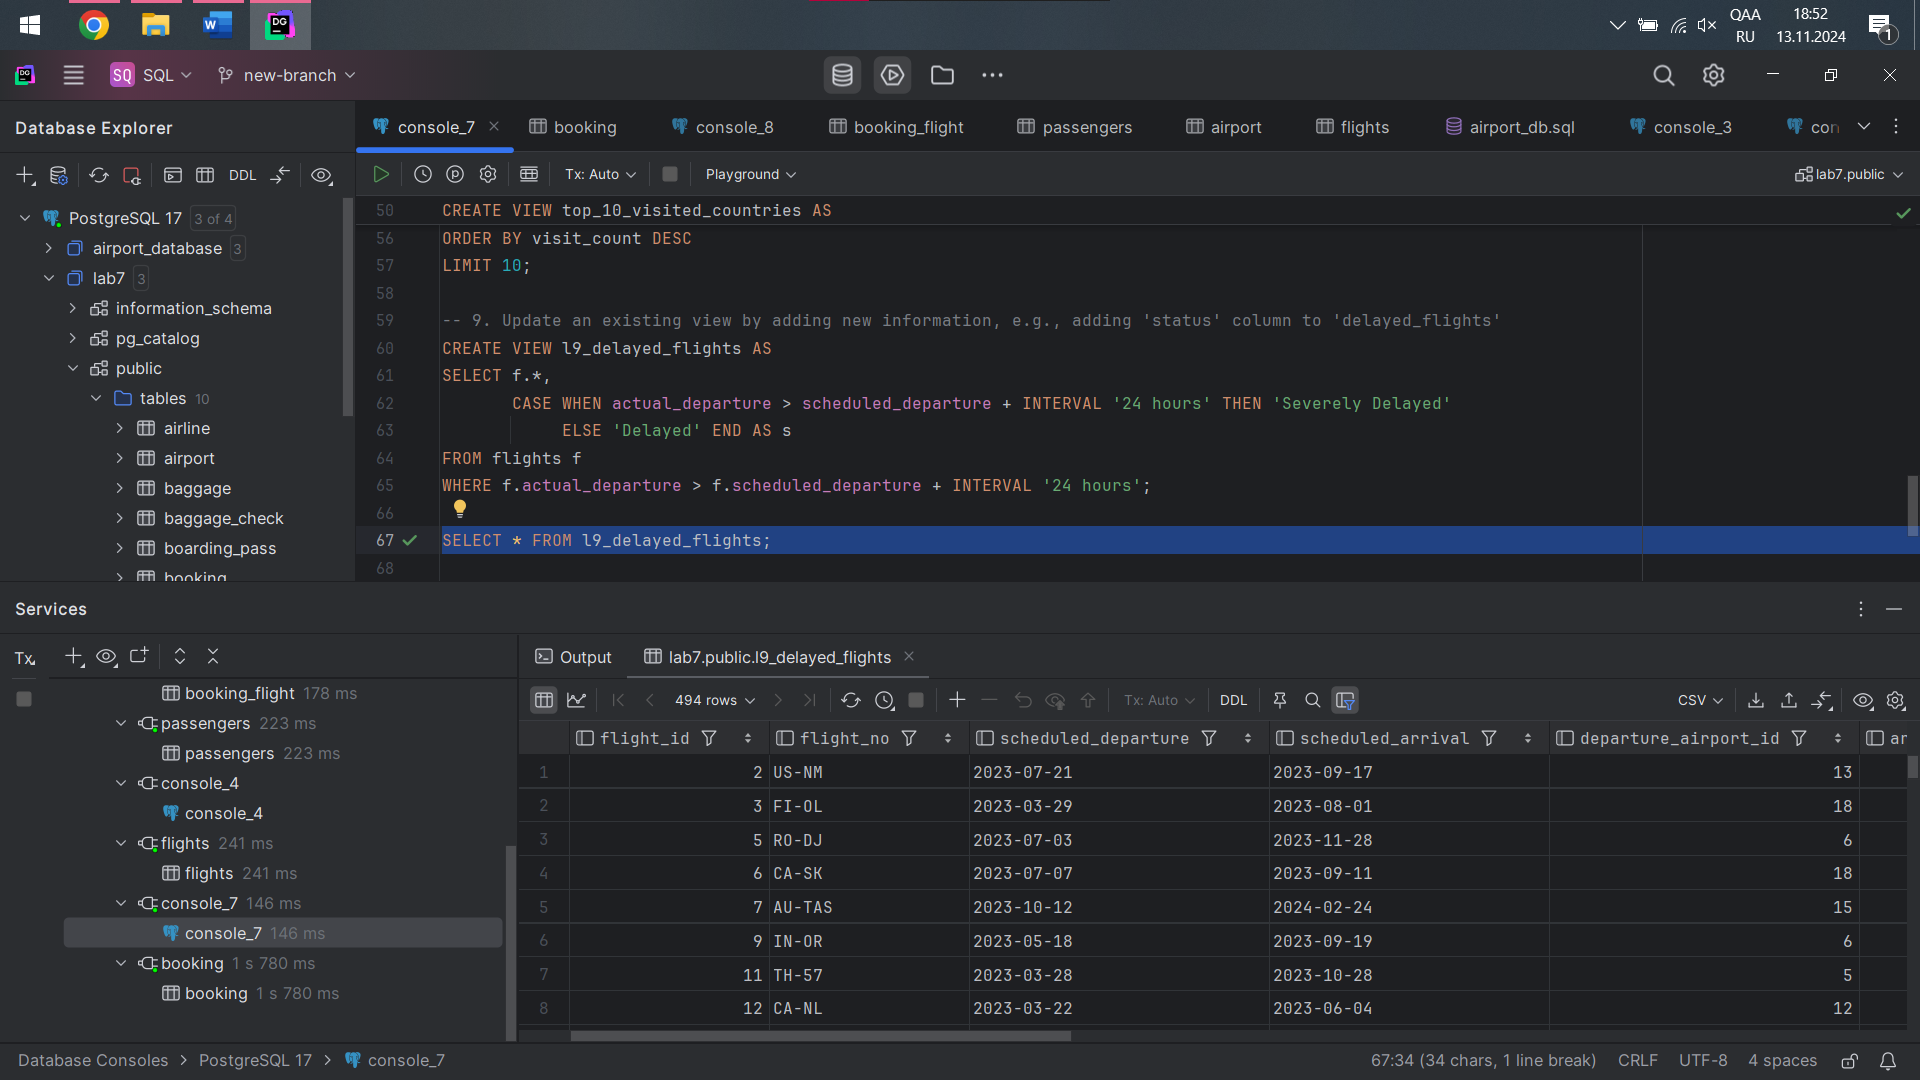 QAA
RU
18:52
13.11.2024
1
DG
SQ SQL
new-branch
Database Explorer
console_7
booking
console_8
booking_flight
passengers
airport
flights
airport_db.sql
console_3
con
DDL
Tx: Auto
Playground
lab7.public
PostgreSQL 17 3 of 4
airport_database 3
lab7 3
information_schema
pg_catalog
public
tables 10
airline
airport
baggage
baggage_check
boarding_pass
booking
50 CREATE VIEW top_10_visited_countries AS
56 ORDER BY visit_count DESC
57 LIMIT 10;
58
59 -- 9. Update an existing view by adding new information, e.g., adding 'status' column to 'delayed_flights'
60 CREATE VIEW l9_delayed_flights AS
61 SELECT f.*,
62 CASE WHEN actual_departure > scheduled_departure + INTERVAL '24 hours' THEN 'Severely Delayed'
63 ELSE 'Delayed' END AS s
64 FROM flights f
65 WHERE f.actual_departure > f.scheduled_departure + INTERVAL '24 hours';
66
67 SELECT * FROM l9_delayed_flights;
68
Services
Tx
booking_flight 178 ms
passengers 223 ms
passengers 223 ms
console_4
console_4
flights 241 ms
flights 241 ms
console_7 146 ms
console_7 146 ms
booking 1 s 780 ms
booking 1 s 780 ms
Output
lab7.public.l9_delayed_flights
494 rows
Tx: Auto
DDL
CSV
flight_id flight_no scheduled_departure scheduled_arrival departure_airport_id ar
1 2 US-NM 2023-07-21 2023-09-17 13
2 3 FI-OL 2023-03-29 2023-08-01 18
3 5 RO-DJ 2023-07-03 2023-11-28 6
4 6 CA-SK 2023-07-07 2023-09-11 18
5 7 AU-TAS 2023-10-12 2024-02-24 15
6 9 IN-OR 2023-05-18 2023-09-19 6
7 11 TH-57 2023-03-28 2023-10-28 5
8 12 CA-NL 2023-03-22 2023-06-04 12
Database Consoles > PostgreSQL 17 > console_7
67:34 (34 chars, 1 line break)
CRLF
UTF-8
4 spaces